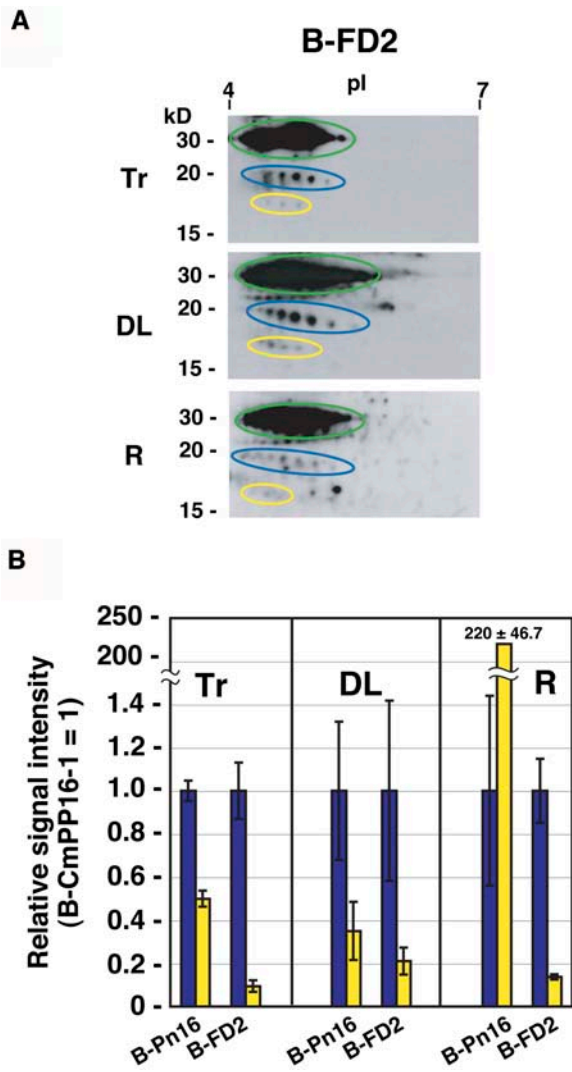 A
B-FD2
pI
4 7
kD
Tr
30 -
20 -
15 -
DL
30 -
20 -
15 -
R
30 -
20 -
15 -
B
Relative signal intensity
(B-CmPP16-1 = 1)
250 -
200 -
1.4 -
1.2 -
1.0 -
0.8 -
0.6 -
0.4 -
0.2 -
0 -
Tr
DL
R
220 ± 46.7
B-Pn16 B-FD2 B-Pn16 B-FD2 B-Pn16 B-FD2